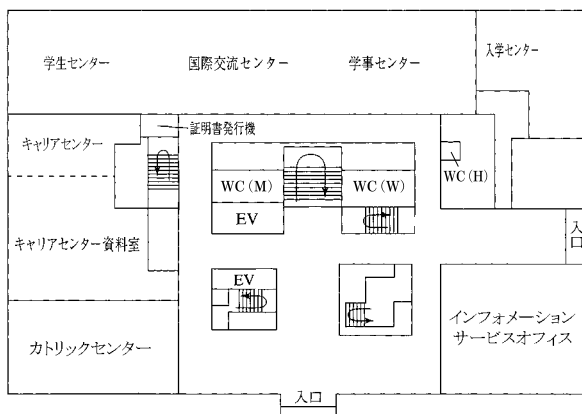 学生センター
国際交流センター
学事センター
入学センター
キャリアセンター
証明書発行機
WC(M)
WC(W)
WC(H)
EV
入口
キャリアセンター資料室
EV
カトリックセンター
インフォメーション
サービスオフィス
入口